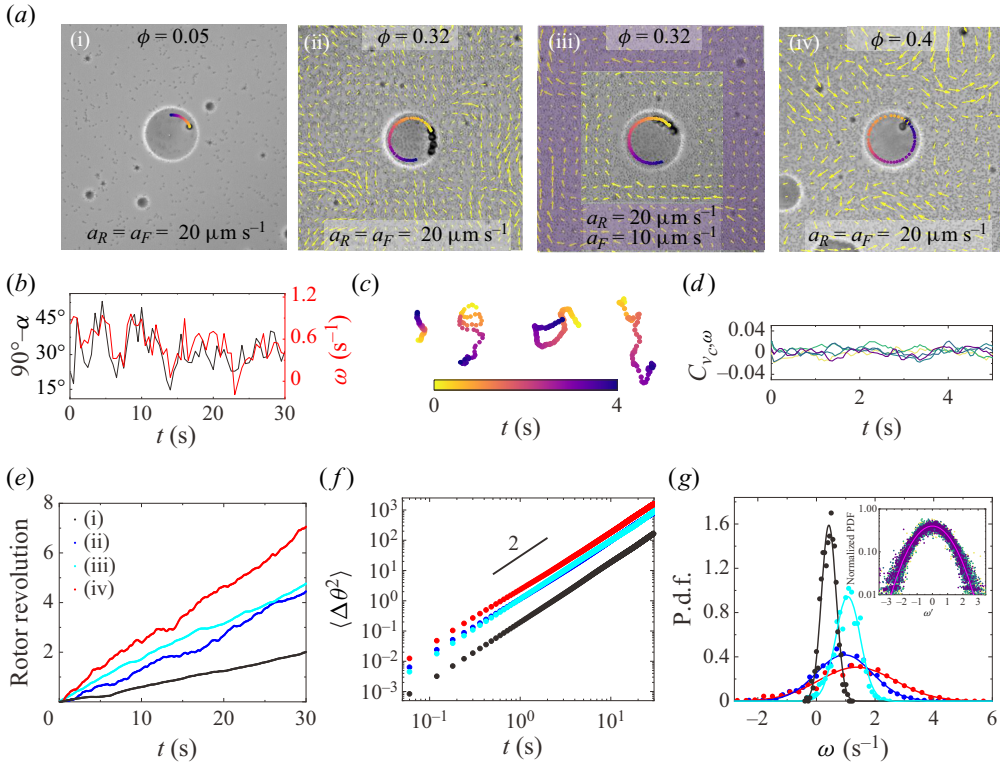 (a)
(i)
ϕ = 0.05
a_R = a_F = 20 μm s⁻¹
(ii)
ϕ = 0.32
a_R = a_F = 20 μm s⁻¹
(iii)
ϕ = 0.32
a_R = 20 μm s⁻¹
a_F = 10 μm s⁻¹
(iv)
ϕ = 0.4
a_R = a_F = 20 μm s⁻¹
(b)
90°–α
45°
30°
15°
1.2
0.6
0
ω (s⁻¹)
0 10 20 30
t (s)
(c)
0 4
t (s)
(d)
C_{v_C, ω}
0.04
0
−0.04
0 2 4
t (s)
(e)
Rotor revolution
8
6
4
2
0
(i)
(ii)
(iii)
(iv)
10 20 30
t (s)
(f)
⟨Δθ²⟩
10³
10²
10¹
10⁰
10⁻¹
10⁻²
10⁻³
2
10⁻¹ 10⁰ 10¹
t (s)
(g)
P.d.f.
1.6
1.2
0.8
0.4
0
−2 0 2 4 6
ω (s⁻¹)
Normalized PDF
1.00
0.10
0.01
−3 −2 −1 0 1 2 3
ω′